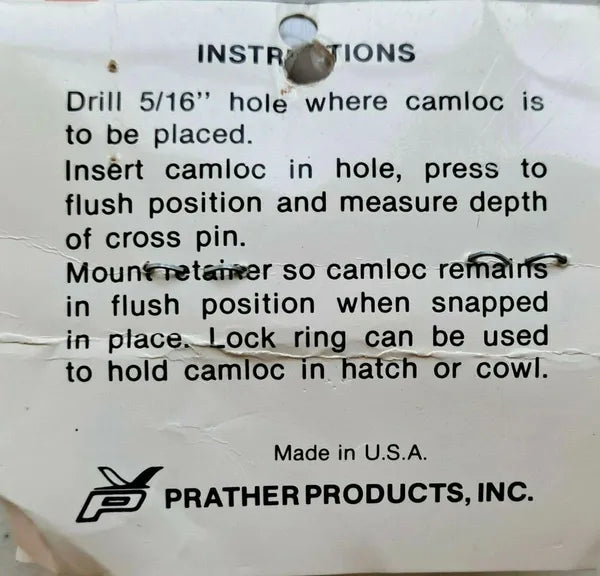 INSTRUCTIONS
Drill 5/16” hole where camloc is
to be placed.
Insert camloc in hole, press to
flush position and measure depth
of cross pin.
Mount retainer so camloc remains
in flush position when snapped
in place. Lock ring can be used
to hold camloc in hatch or cowl.
Made in U.S.A.
PRATHER PRODUCTS, INC.